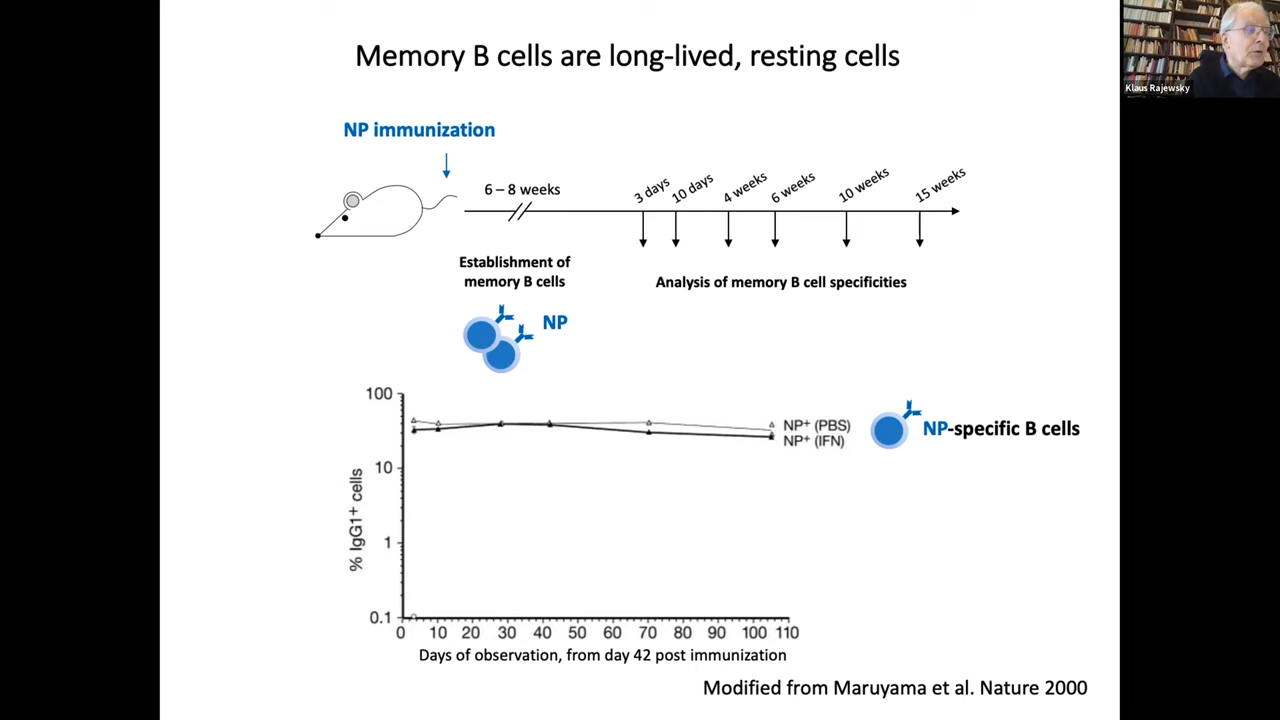 Memory B cells are long-lived, resting cells
Klaus Rajewsky
NP immunization
6 – 8 weeks
3 days
10 days
4 weeks
6 weeks
10 weeks
15 weeks
Establishment of
memory B cells
Analysis of memory B cell specificities
NP
100
10
1
0.1
% IgG1+ cells
NP+ (PBS)
NP+ (IFN)
NP-specific B cells
0 10 20 30 40 50 60 70 80 90 100 110
Days of observation, from day 42 post immunization
Modified from Maruyama et al. Nature 2000